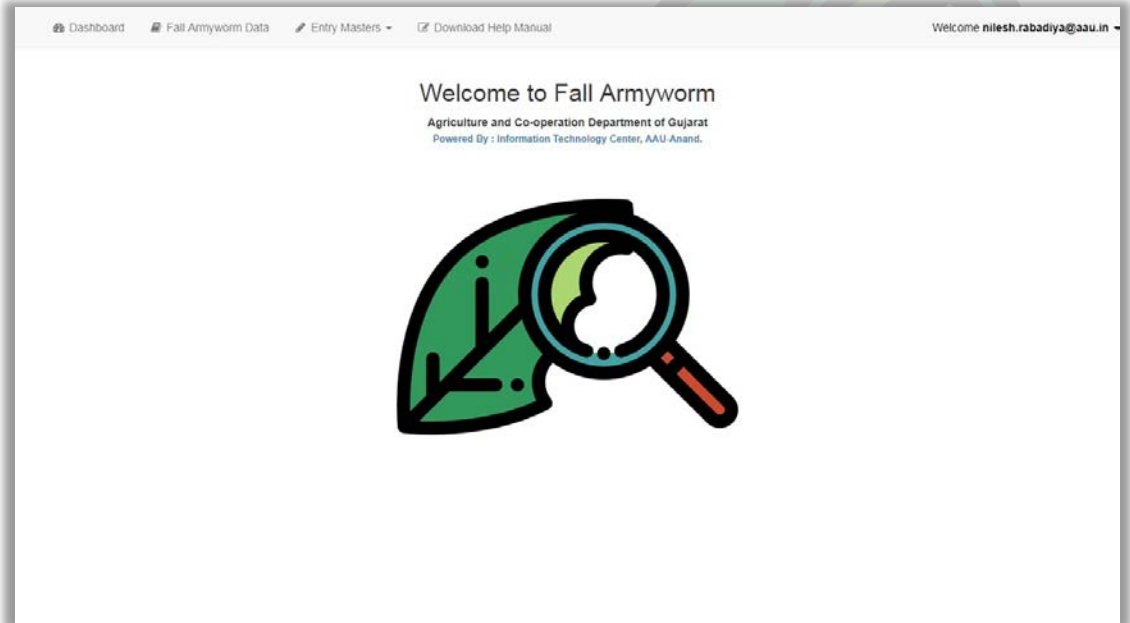 Dashboard Fall Armyworm Data Entry Masters Download Help Manual Welcome nilesh.rabadiya@aau.in
Welcome to Fall Armyworm
Agriculture and Co-operation Department of Gujarat
Powered By : Information Technology Center, AAU-Anand.